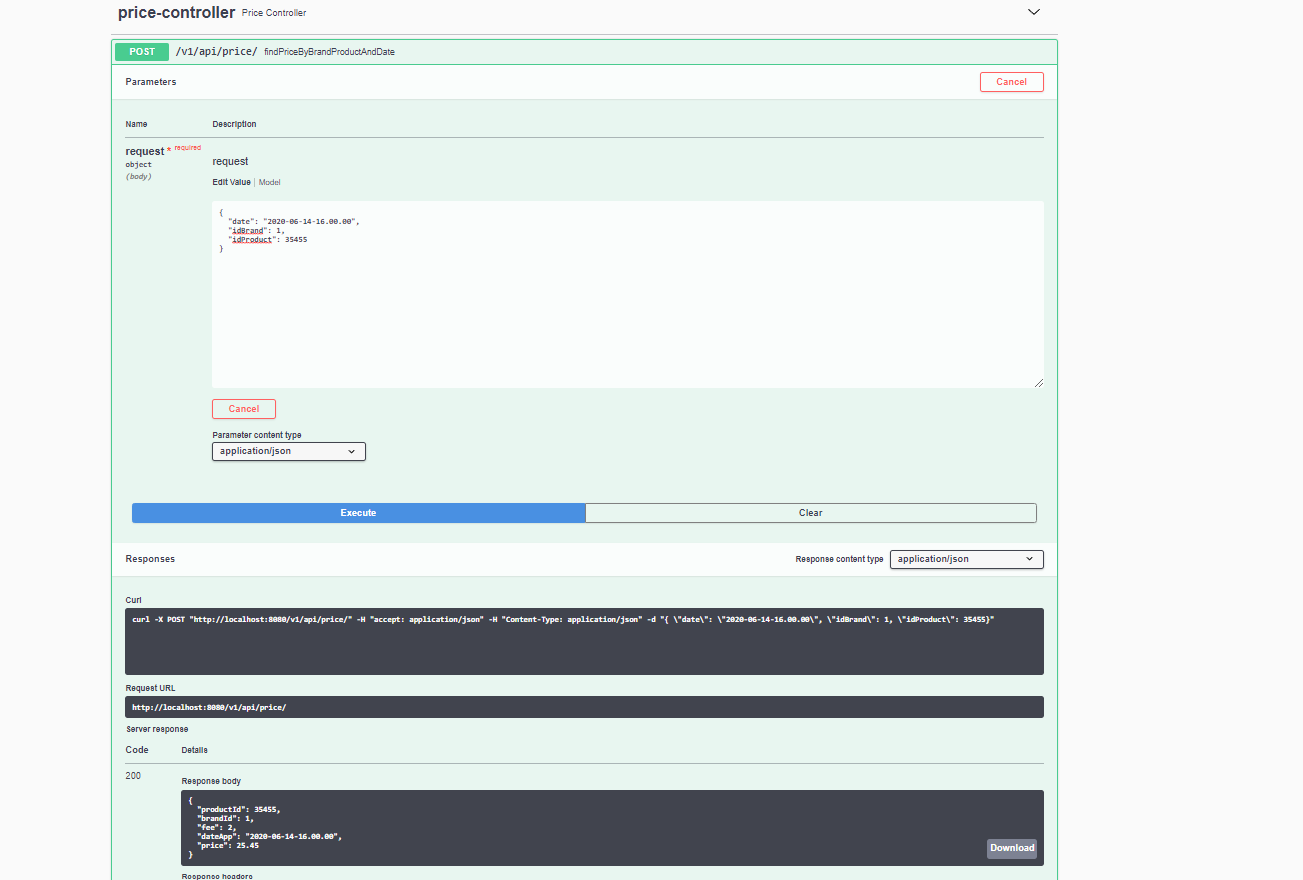 price-controller Price Controller
POST /v1/api/price/ findPriceByBrandProductAndDate
Parameters
Cancel
Name Description
request * required
object
(body)
request
Edit Value | Model
{
"date": "2020-06-14-16.00.00",
"idBrand": 1,
"idProduct": 35455
}
Cancel
Parameter content type
application/json
Execute
Clear
Responses
Response content type application/json
Curl
curl -X POST "http://localhost:8080/v1/api/price/" -H "accept: application/json" -H "Content-Type: application/json" -d "{ \"date\": \"2020-06-14-16.00.00\", \"idBrand\": 1, \"idProduct\": 35455}"
Request URL
http://localhost:8080/v1/api/price/
Server response
Code Details
200
Response body
{
"productId": 35455,
"brandId": 1,
"fee": 2,
"dateApp": "2020-06-14-16.00.00",
"price": 25.45
}
Download
Response headers